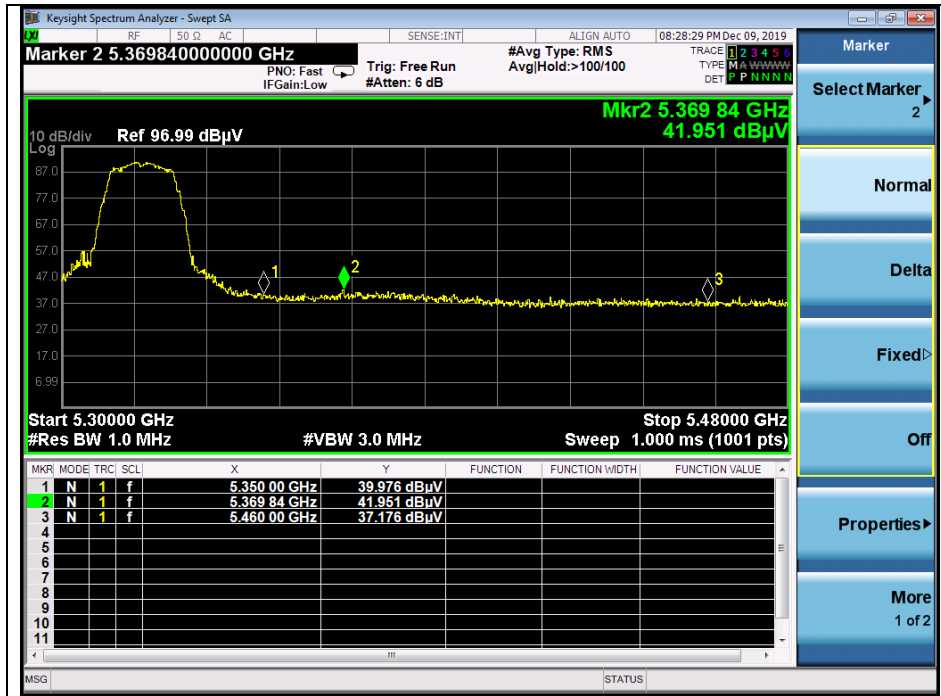 Keysight Spectrum Analyzer - Swept SA
LXI RF 50 Ω AC SENSE:INT ALIGN AUTO 08:28:29 PM Dec 09, 2019
Marker 2 5.369840000000 GHz
PNO: Fast
IFGain:Low
Trig: Free Run
#Atten: 6 dB
#Avg Type: RMS
Avg|Hold:>100/100
TRACE 1 2 3 4 5 6
TYPE M A W W W W
DET P P N N N N
Mkr2 5.369 84 GHz
41.951 dBµV
10 dB/div Ref 96.99 dBµV
Log
87.0
77.0
67.0
57.0
47.0
37.0
27.0
17.0
6.99
1
2
3
Start 5.30000 GHz Stop 5.48000 GHz
#Res BW 1.0 MHz #VBW 3.0 MHz Sweep 1.000 ms (1001 pts)
MKR MODE TRC SCL X Y FUNCTION FUNCTION WIDTH FUNCTION VALUE
1 N 1 f 5.350 00 GHz 39.976 dBµV
2 N 1 f 5.369 84 GHz 41.951 dBµV
3 N 1 f 5.460 00 GHz 37.176 dBµV
4
5
6
7
8
9
10
11
MSG STATUS
Marker
Select Marker
2
Normal
Delta
Fixed
Off
Properties
More
1 of 2